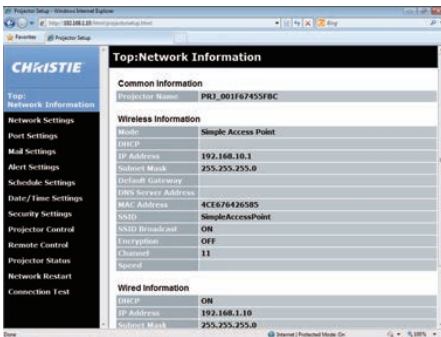 Projector Setup - Windows Internet Explorer
Bing
Favorites
Projector Setup
CHRISTIE
Top:
Network Information
Network Settings
Port Settings
Mail Settings
Alert Settings
Schedule Settings
Date/Time Settings
Security Settings
Projector Control
Remote Control
Projector Status
Network Restart
Connection Test
Top:Network Information
Common Information
Projector Name PRJ_001F67455FBC
Wireless Information
Mode Simple Access Point
DHCP
IP Address 192.168.10.1
Subnet Mask 255.255.255.0
Default Gateway
DNS Server Address
MAC Address 4CE676426585
SSID SimpleAccessPoint
SSID Broadcast ON
Encryption OFF
Channel 11
Speed
Wired Information
DHCP ON
IP Address 192.168.1.10
Subnet Mask 255.255.255.0
Done
Internet | Protected Mode: On